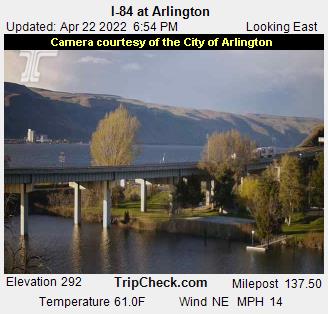 I-84 at Arlington
Updated: Apr 22 2022 6:54 PM Looking East
Camera courtesy of the City of Arlington
Elevation 292 TripCheck.com Milepost 137.50
Temperature 61.0F Wind NE MPH 14